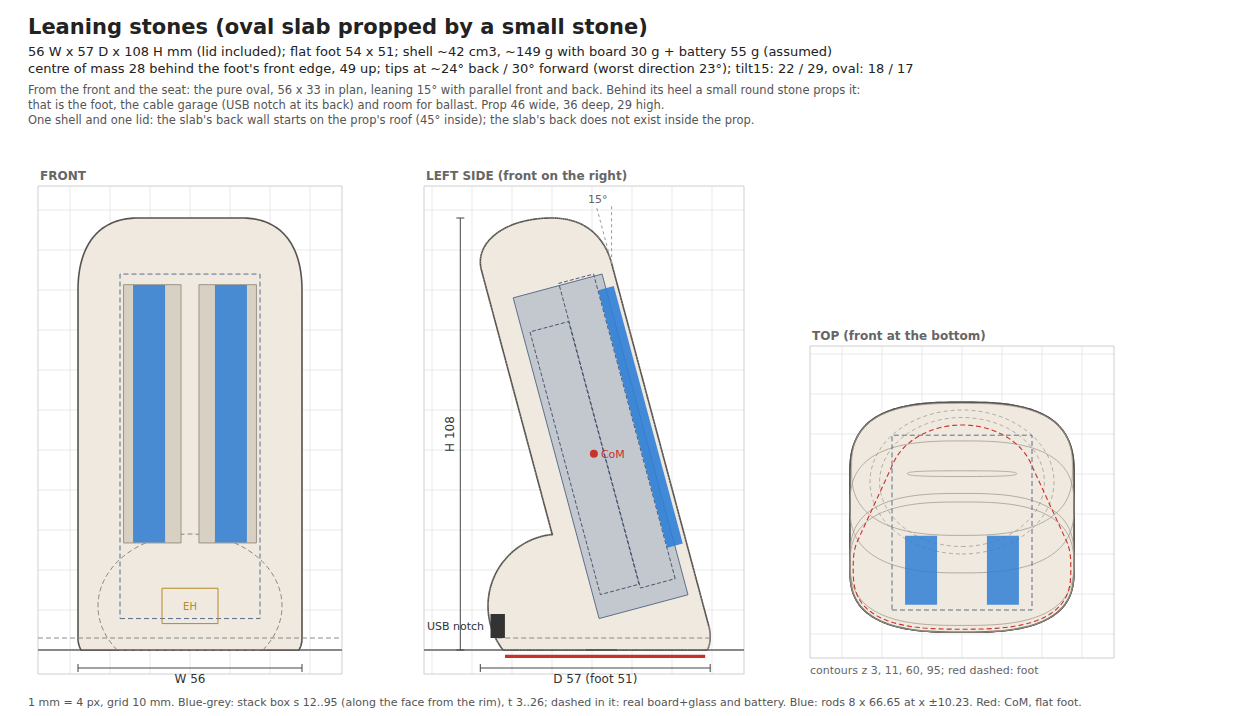 Leaning stones (oval slab propped by a small stone)
56 W x 57 D x 108 H mm (lid included); flat foot 54 x 51; shell ~42 cm3, ~149 g with board 30 g + battery 55 g (assumed)
centre of mass 28 behind the foot's front edge, 49 up; tips at ~24° back / 30° forward (worst direction 23°); tilt15: 22 / 29, oval: 18 / 17
From the front and the seat: the pure oval, 56 x 33 in plan, leaning 15° with parallel front and back. Behind its heel a small round stone props it:
that is the foot, the cable garage (USB notch at its back) and room for ballast. Prop 46 wide, 36 deep, 29 high.
One shell and one lid: the slab's back wall starts on the prop's roof (45° inside); the slab's back does not exist inside the prop.
FRONT
EH
W 56
LEFT SIDE (front on the right)
15°
H 108
CoM
USB notch
D 57 (foot 51)
TOP (front at the bottom)
contours z 3, 11, 60, 95; red dashed: foot
1 mm = 4 px, grid 10 mm. Blue-grey: stack box s 12..95 (along the face from the rim), t 3..26; dashed in it: real board+glass and battery. Blue: rods 8 x 66.65 at x ±10.23. Red: CoM, flat foot.